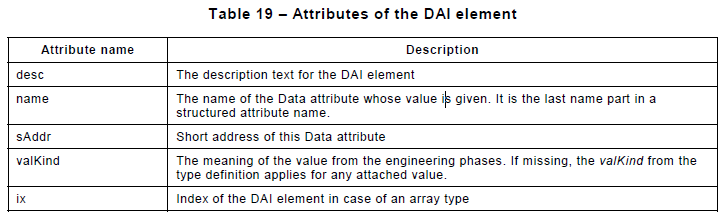 Table 19 – Attributes of the DAI element
Attribute name Description
desc The description text for the DAI element
name The name of the Data attribute whose value is given. It is the last name part in a
structured attribute name.
sAddr Short address of this Data attribute
valKind The meaning of the value from the engineering phases. If missing, the valKind from the
type definition applies for any attached value.
ix Index of the DAI element in case of an array type